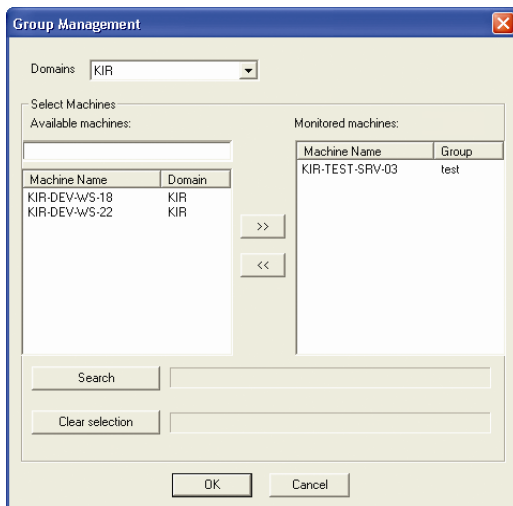 Group Management
Domains KIR
Select Machines
Available machines:
Monitored machines:
Machine Name Domain
KIR-DEV-WS-18 KIR
KIR-DEV-WS-22 KIR
>>
<<
Machine Name Group
KIR-TEST-SRV-03 test
Search
Clear selection
OK Cancel